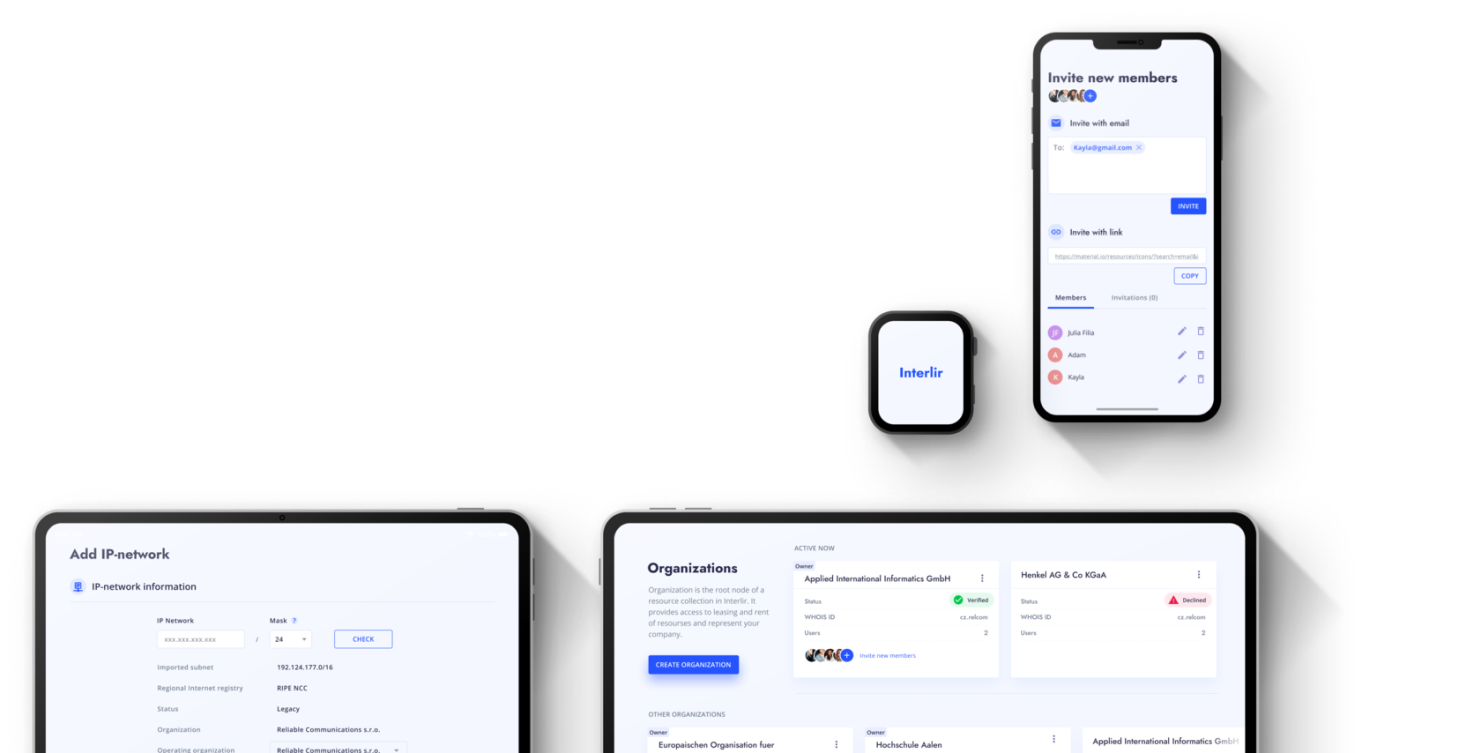 Invite new members
Invite with email
To: Kayla@gmail.com
INVITE
Invite with link
https://material.io/resources/icons/?search=email&i
COPY
Members Invitations (0)
JF Julia Filia
A Adam
K Kayla
Interlir
Add IP-network
IP-network information
IP Network Mask ?
xxx.xxx.xxx.xxx / 24 CHECK
Imported subnet 192.124.177.0/16
Regional internet registry RIPE NCC
Status Legacy
Organization Reliable Communications s.r.o.
Operating organization Reliable Communications s.r.o.
Organizations
Organization is the root node of a
resource collection in Interlir. It
provides access to leasing and rent
of resourses and represent your
company.
CREATE ORGANIZATION
ACTIVE NOW
Owner
Applied International Informatics GmbH
Status Verified
WHOIS ID cz.relcom
Users 2
Invite new members
Henkel AG & Co KGaA
Status Declined
WHOIS ID cz.relcom
Users 2
OTHER ORGANIZATIONS
Owner
Europaischen Organisation fuer
Owner
Hochschule Aalen
Applied International Informatics GmbH